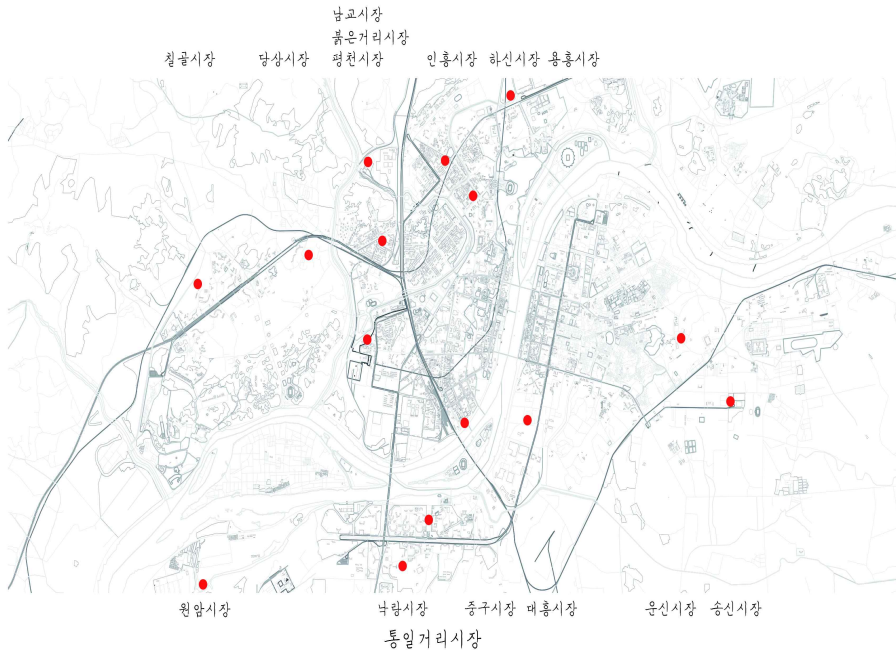 남교시장
붉은거리시장
칠골시장 당상시장 평천시장 인흥시장 하신시장 용흥시장
원암시장 낙랑시장 중구시장 대흥시장 문신시장 송신시장
통일거리시장